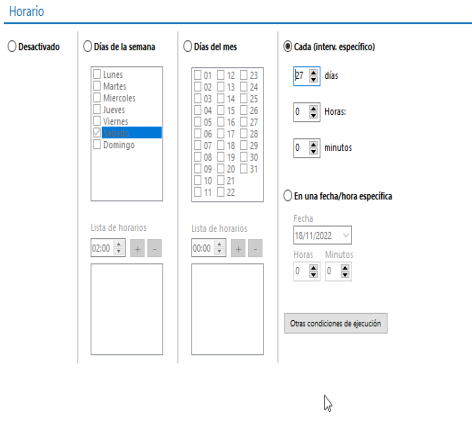 Horario
Desactivado
Días de la semana
Lunes
Martes
Miercoles
Jueves
Viernes
Domingo
Lista de horarios
02:00 + -
Días del mes
01 12 23
02 13 24
03 14 25
04 15 26
05 16 27
06 17 28
07 18 29
08 19 30
09 20 31
10 21
11 22
Lista de horarios
00:00 + -
Cada (interv. específico)
27 días
0 Horas:
0 minutos
En una fecha/hora específica
Fecha
18/11/2022
Horas Minutos
0 0
Otras condiciones de ejecución